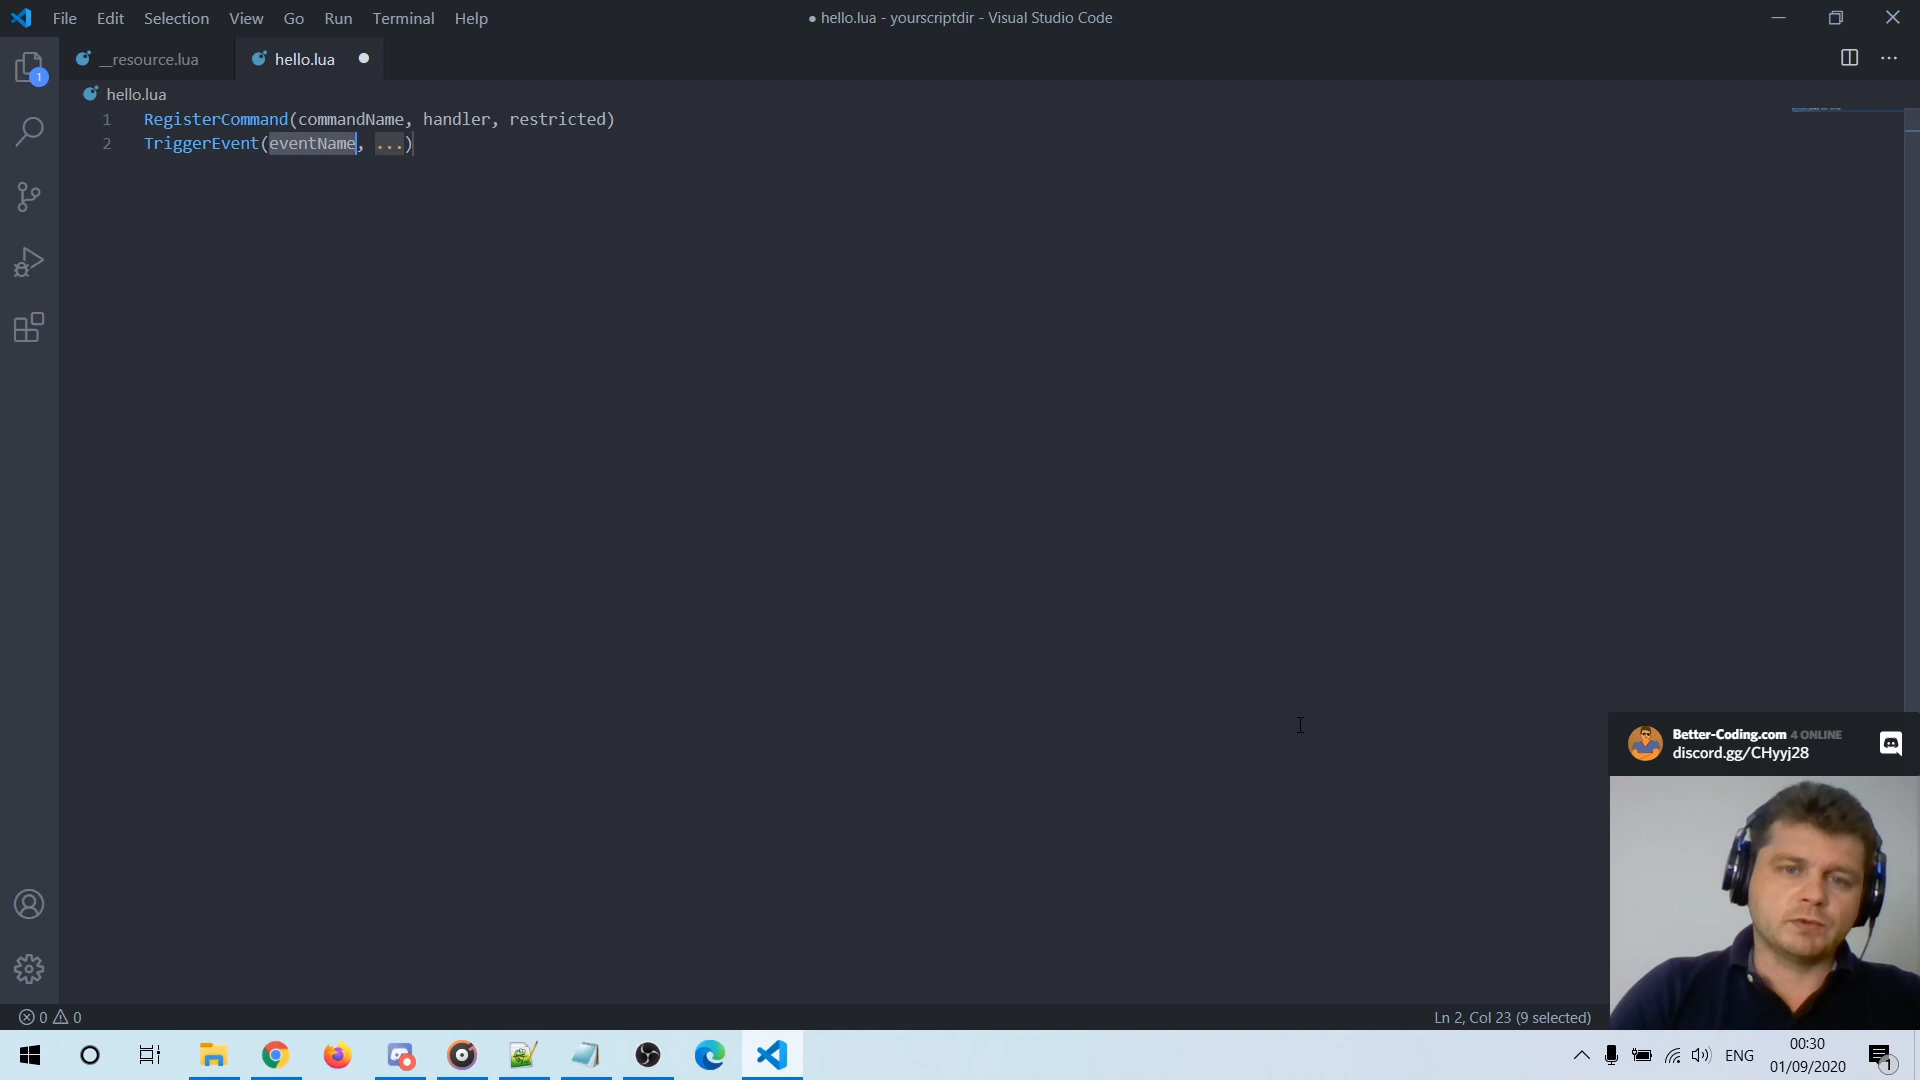 File Edit Selection View Go Run Terminal Help
● hello.lua - yourscriptdir - Visual Studio Code
1
__resource.lua
hello.lua
hello.lua
1 RegisterCommand(commandName, handler, restricted)
2 TriggerEvent(eventName, ...)
Better-Coding.com 4 ONLINE
discord.gg/CHyyj28
0 0
Ln 2, Col 23 (9 selected)
ENG
00:30
01/09/2020
1